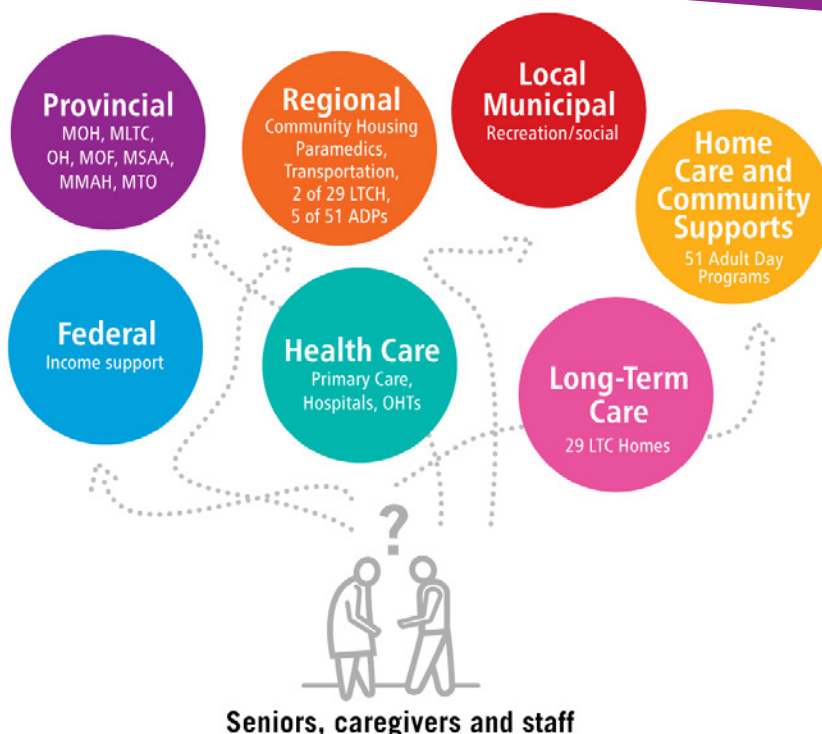 Provincial
MOH, MLTC,
OH, MOF, MSAA,
MMAH, MTO
Regional
Community Housing
Paramedics,
Transportation,
2 of 29 LTCH,
5 of 51 ADPs
Local
Municipal
Recreation/social
Home
Care and
Community
Supports
51 Adult Day
Programs
Federal
Income support
Health Care
Primary Care,
Hospitals, OHTs
Long-Term
Care
29 LTC Homes
?
Seniors, caregivers and staff